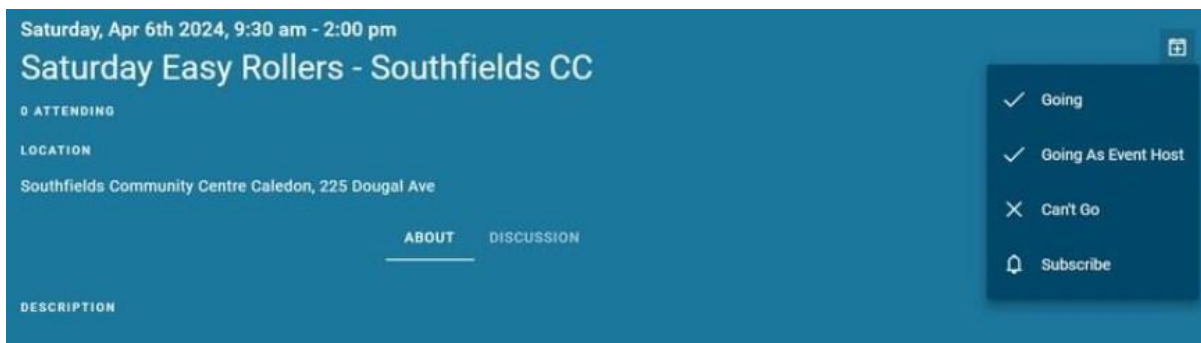 Saturday, Apr 6th 2024, 9:30 am - 2:00 pm
Saturday Easy Rollers - Southfields CC
0 ATTENDING
LOCATION
Southfields Community Centre Caledon, 225 Dougal Ave
ABOUT DISCUSSION
DESCRIPTION
Going
Going As Event Host
Can't Go
Subscribe